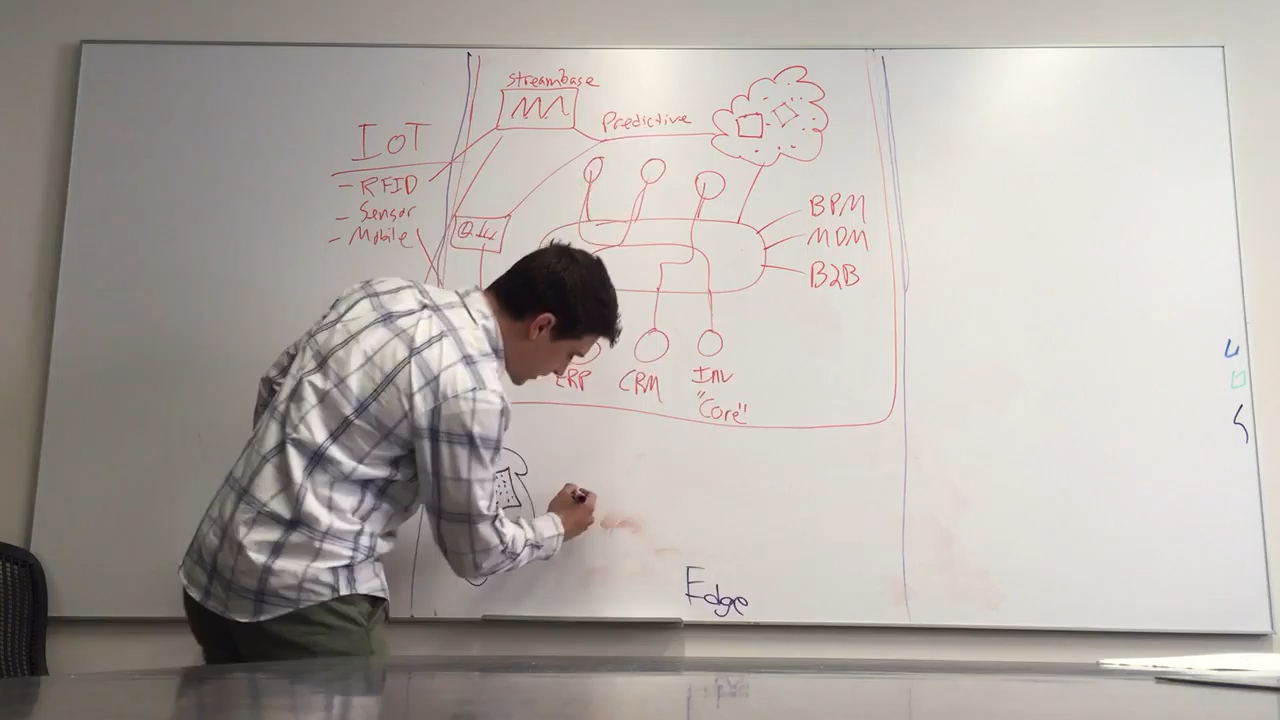 Streambase
Predictive
IoT
- RFID
- Sensor
- Mobile
BPM
MDM
B2B
ERP CRM Inv
"Core"
Edge